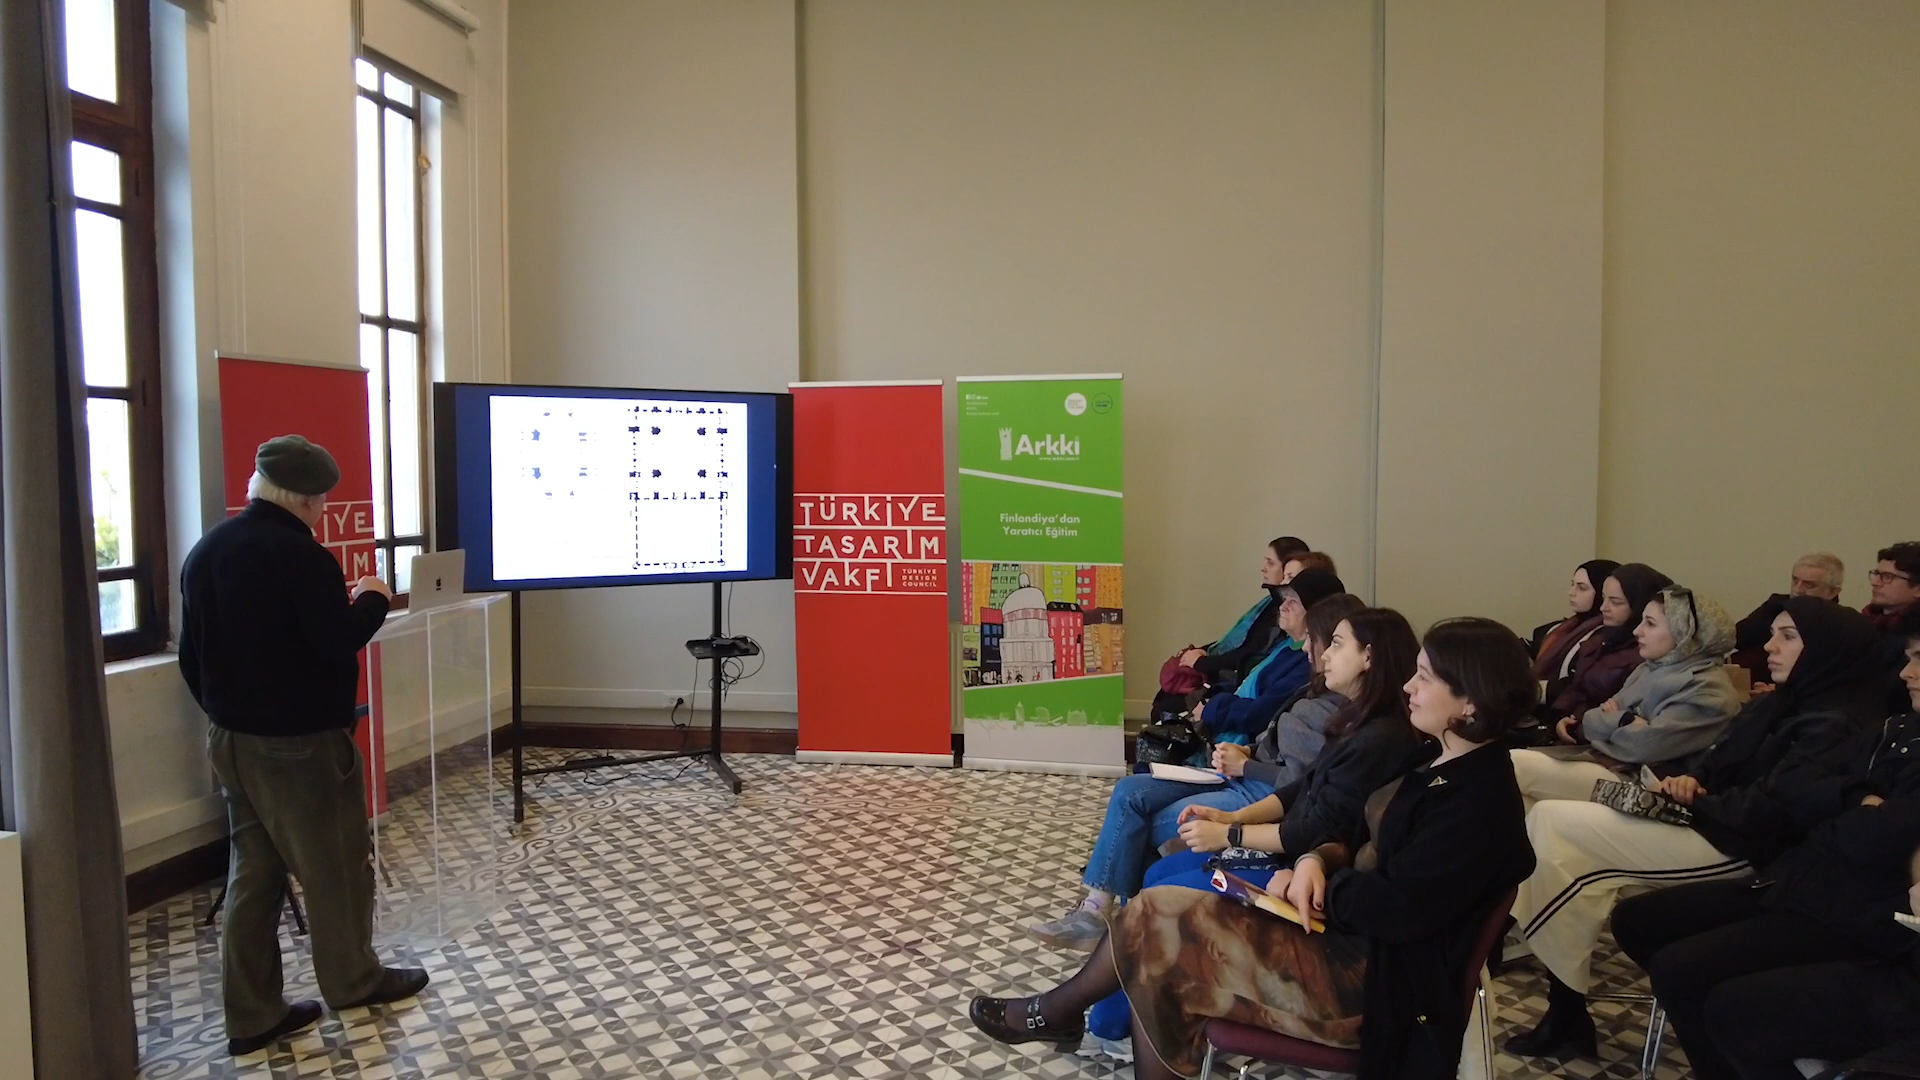 İYE
IM
TÜRKİYE
TASARIM
VAKFI
TÜRKİYE
DESIGN
COUNCIL
Arkki
Finlandiya'dan
Yaratıcı Eğitim